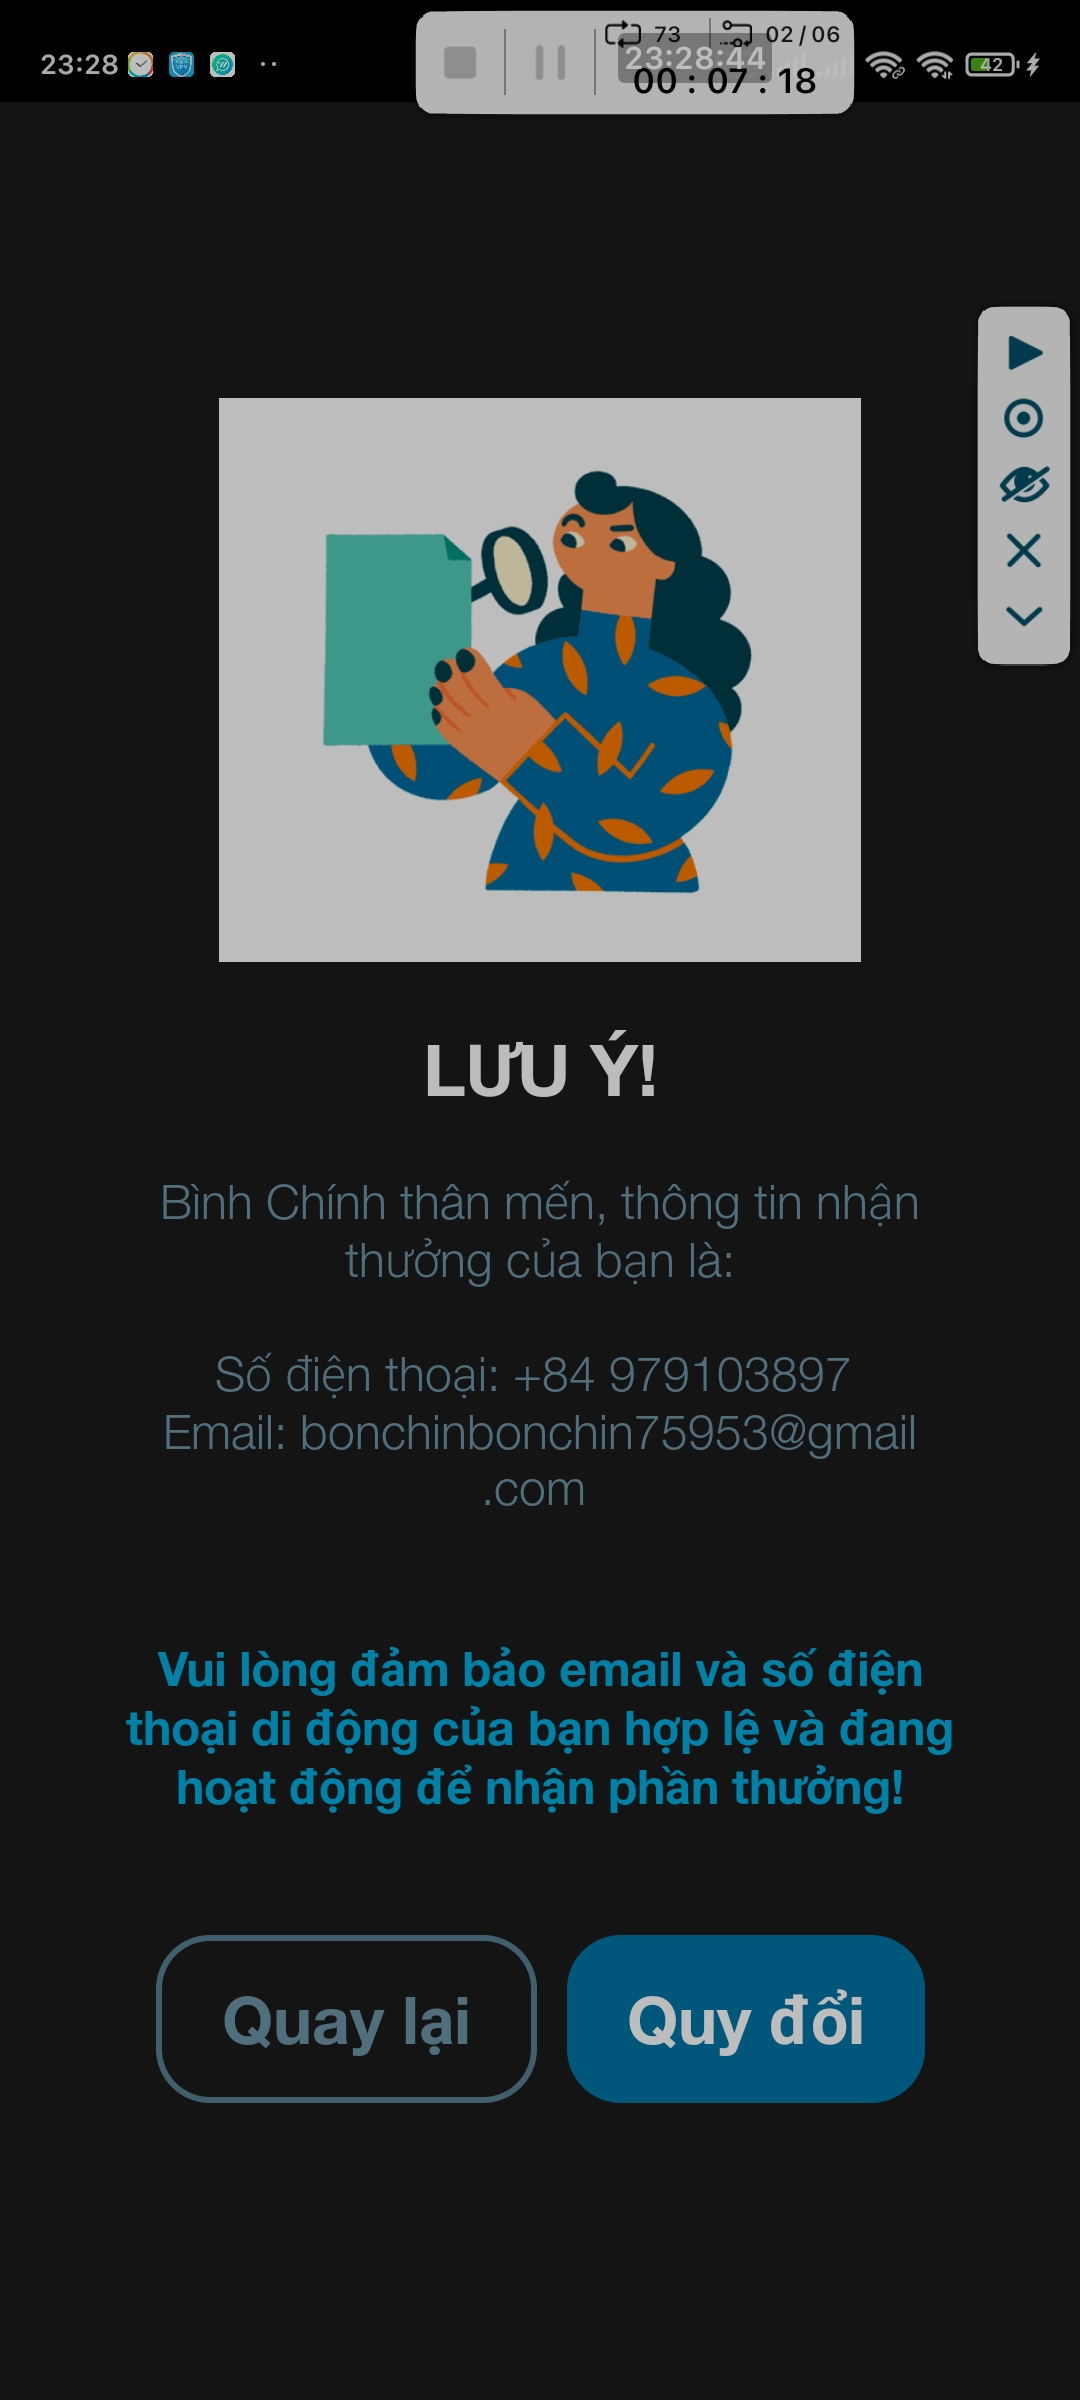 23:28
73
02/06
23:28:44
00 : 07 : 18
42
LƯU Ý!
Bình Chính thân mến, thông tin nhận
thưởng của bạn là:
Số điện thoại: +84 979103897
Email: bonchinbonchin75953@gmail
.com
Vui lòng đảm bảo email và số điện
thoại di động của bạn hợp lệ và đang
hoạt động để nhận phần thưởng!
Quay lại
Quy đổi